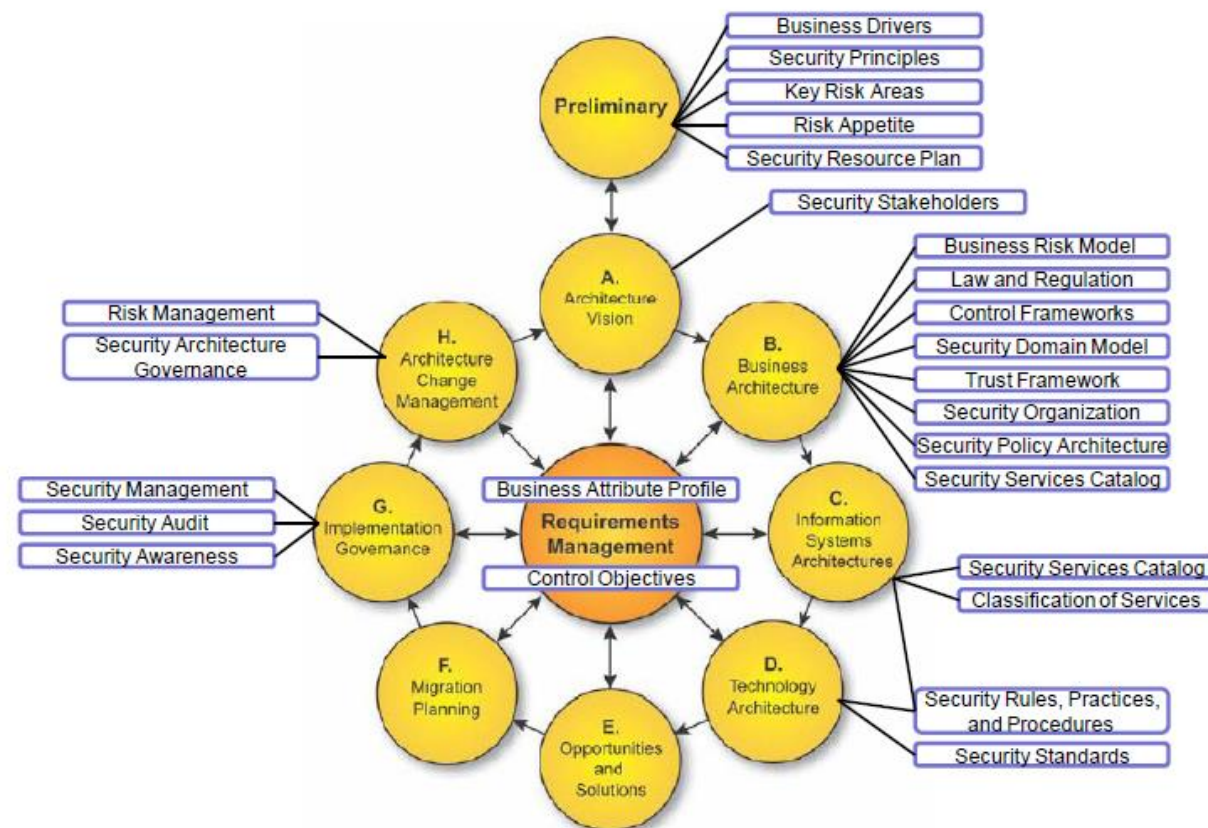 Business Drivers
Security Principles
Key Risk Areas
Risk Appetite
Security Resource Plan
Preliminary
Security Stakeholders
A.
Architecture
Vision
Business Risk Model
Law and Regulation
Control Frameworks
Security Domain Model
Trust Framework
Security Organization
Security Policy Architecture
Security Services Catalog
B.
Business
Architecture
Risk Management
Security Architecture
Governance
H.
Architecture
Change
Management
Business Attribute Profile
Requirements
Management
Control Objectives
Security Management
Security Audit
Security Awareness
G.
Implementation
Governance
C.
Information
Systems
Architectures
Security Services Catalog
Classification of Services
F.
Migration
Planning
D.
Technology
Architecture
Security Rules, Practices,
and Procedures
Security Standards
E.
Opportunities
and
Solutions